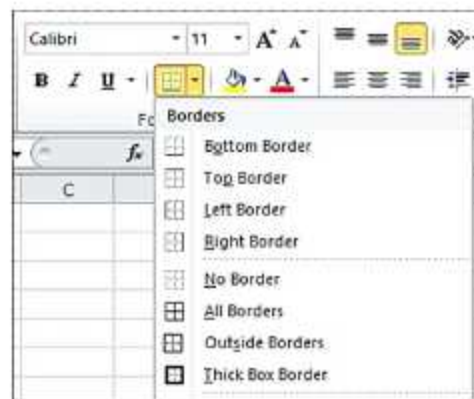 Calibri 11 A A
B I U A
Fo
Borders
fx
Bottom Border
C
Top Border
Left Border
Right Border
No Border
All Borders
Outside Borders
Thick Box Border